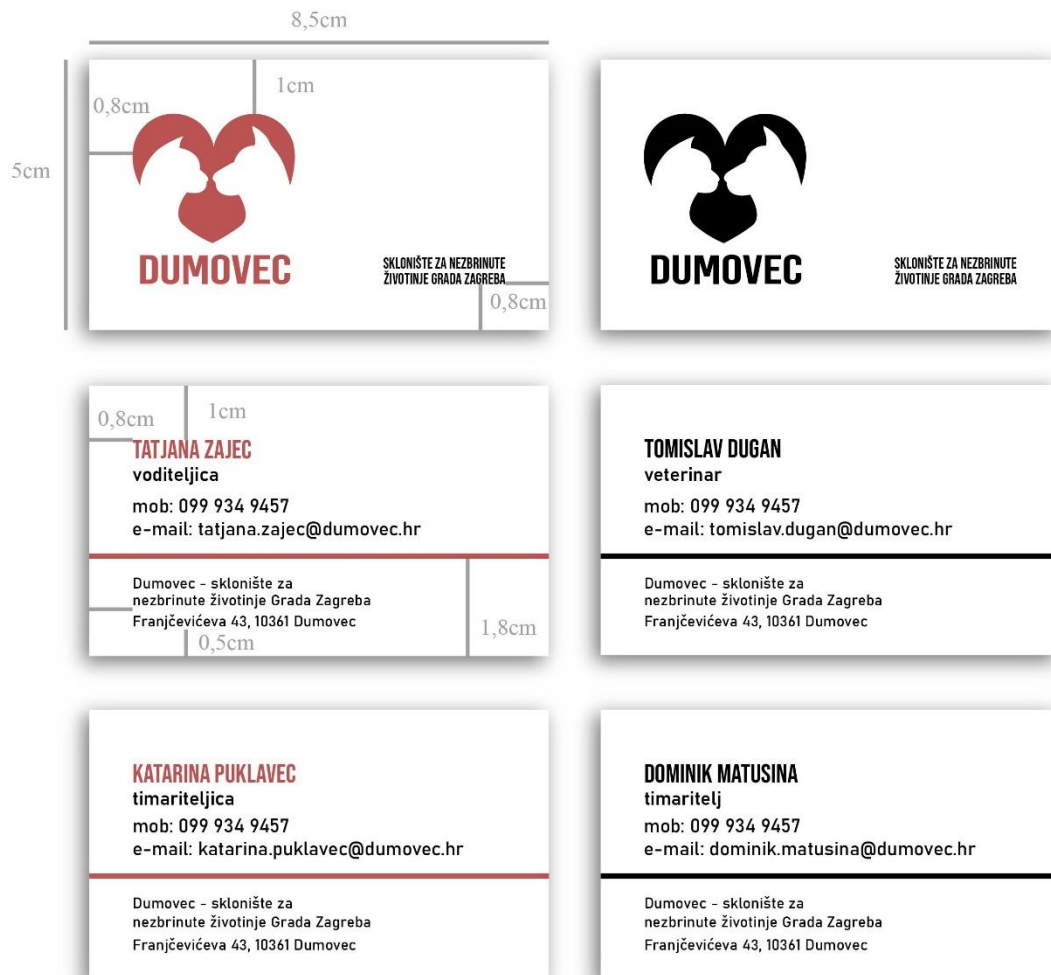 8,5cm
1cm
0,8cm
5cm
DUMOVEC
SKLONIŠTE ZA NEZBRINUTE
ŽIVOTINJE GRADA ZAGREBA
0,8cm
DUMOVEC
SKLONIŠTE ZA NEZBRINUTE
ŽIVOTINJE GRADA ZAGREBA
0,8cm
1cm
TATJANA ZAJEC
voditeljica
mob: 099 934 9457
e-mail: tatjana.zajec@dumovec.hr
Dumovec - sklonište za
nezbrinute životinje Grada Zagreba
Franjčevićeva 43, 10361 Dumovec
0,5cm
1,8cm
TOMISLAV DUGAN
veterinar
mob: 099 934 9457
e-mail: tomislav.dugan@dumovec.hr
Dumovec - sklonište za
nezbrinute životinje Grada Zagreba
Franjčevićeva 43, 10361 Dumovec
KATARINA PUKLAVEC
timariteljica
mob: 099 934 9457
e-mail: katarina.puklavec@dumovec.hr
Dumovec - sklonište za
nezbrinute životinje Grada Zagreba
Franjčevićeva 43, 10361 Dumovec
DOMINIK MATUSINA
timaritelj
mob: 099 934 9457
e-mail: dominik.matusina@dumovec.hr
Dumovec - sklonište za
nezbrinute životinje Grada Zagreba
Franjčevićeva 43, 10361 Dumovec